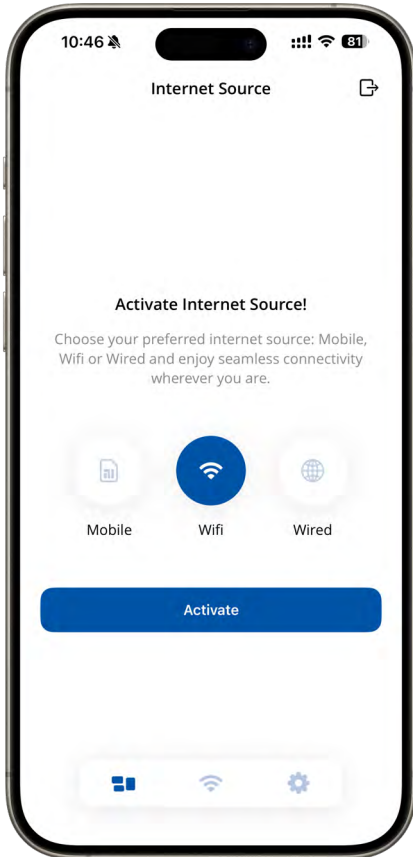 10:46
81
Internet Source
Activate Internet Source!
Choose your preferred internet source: Mobile,
Wifi or Wired and enjoy seamless connectivity
wherever you are.
Mobile Wifi Wired
Activate